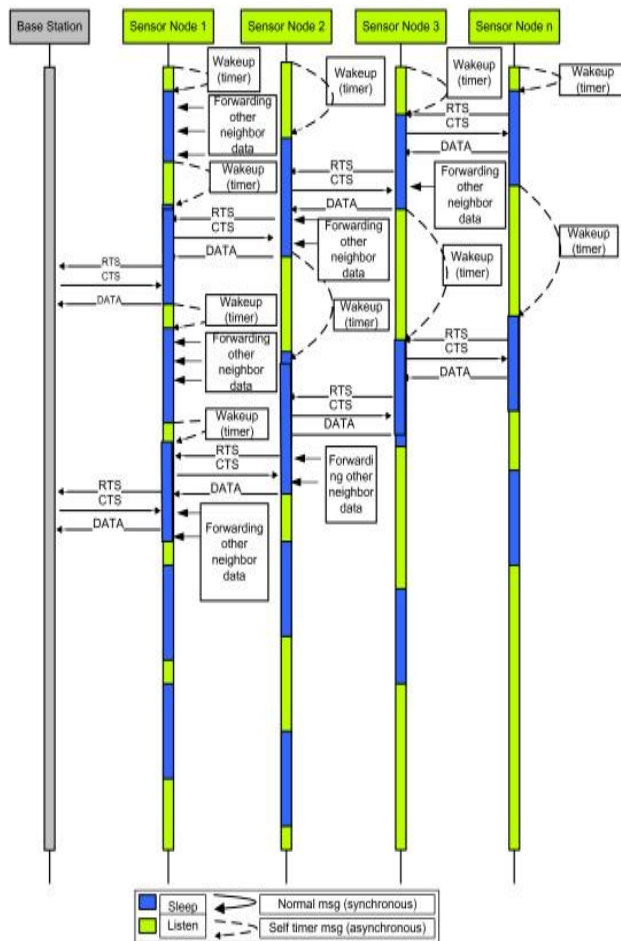 Base Station
Sensor Node 1
Sensor Node 2
Sensor Node 3
Sensor Node n
Wakeup
(timer)
Wakeup
(timer)
Wakeup
(timer)
Wakeup
(timer)
Forwarding
other
neighbor
data
RTS
CTS
DATA
Wakeup
(timer)
RTS
CTS
DATA
Forwarding
other
neighbor
data
RTS
CTS
DATA
Forwarding
other
neighbor
data
Wakeup
(timer)
Wakeup
(timer)
RTS
CTS
DATA
Wakeup
(timer)
Wakeup
(timer)
Forwarding
other
neighbor
data
RTS
CTS
DATA
RTS
CTS
DATA
Wakeup
(timer)
RTS
CTS
DATA
Forwardi
ng other
neighbor
data
RTS
CTS
DATA
Forwarding
other
neighbor
data
Sleep
Normal msg (synchronous)
Listen
Self timer msg (asynchronous)